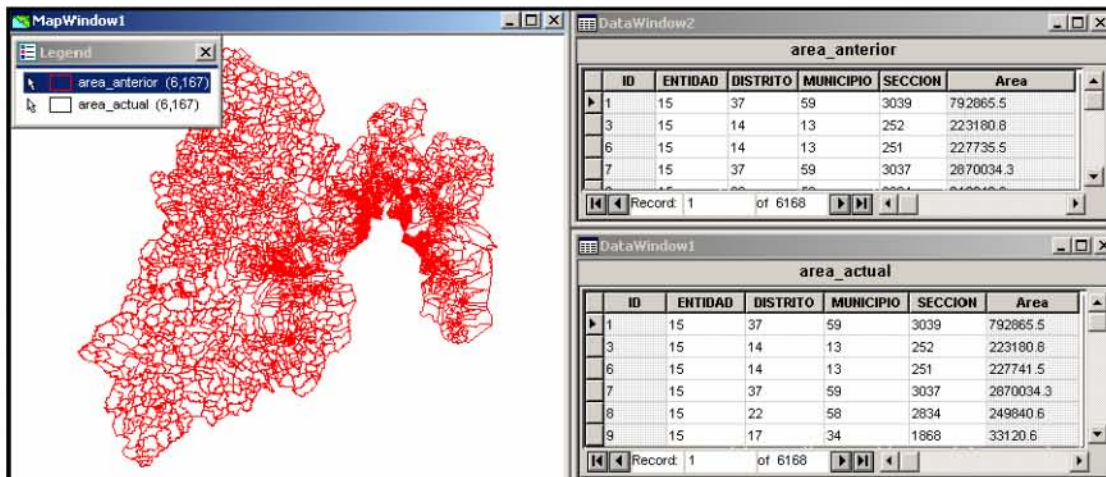 MapWindow1
Legend
area_anterior (6,167)
area_actual (6,167)
DataWindow2
area_anterior
ID ENTIDAD DISTRITO MUNICIPIO SECCION Area
1 15 37 59 3039 792865.5
3 15 14 13 252 223180.8
6 15 14 13 251 227735.5
7 15 37 59 3037 2870034.3
Record: 1 of 6168
DataWindow1
area_actual
ID ENTIDAD DISTRITO MUNICIPIO SECCION Area
1 15 37 59 3039 792865.5
3 15 14 13 252 223180.8
6 15 14 13 251 227741.5
7 15 37 59 3037 2870034.3
8 15 22 58 2834 249840.6
9 15 17 34 1868 33120.6
Record: 1 of 6168